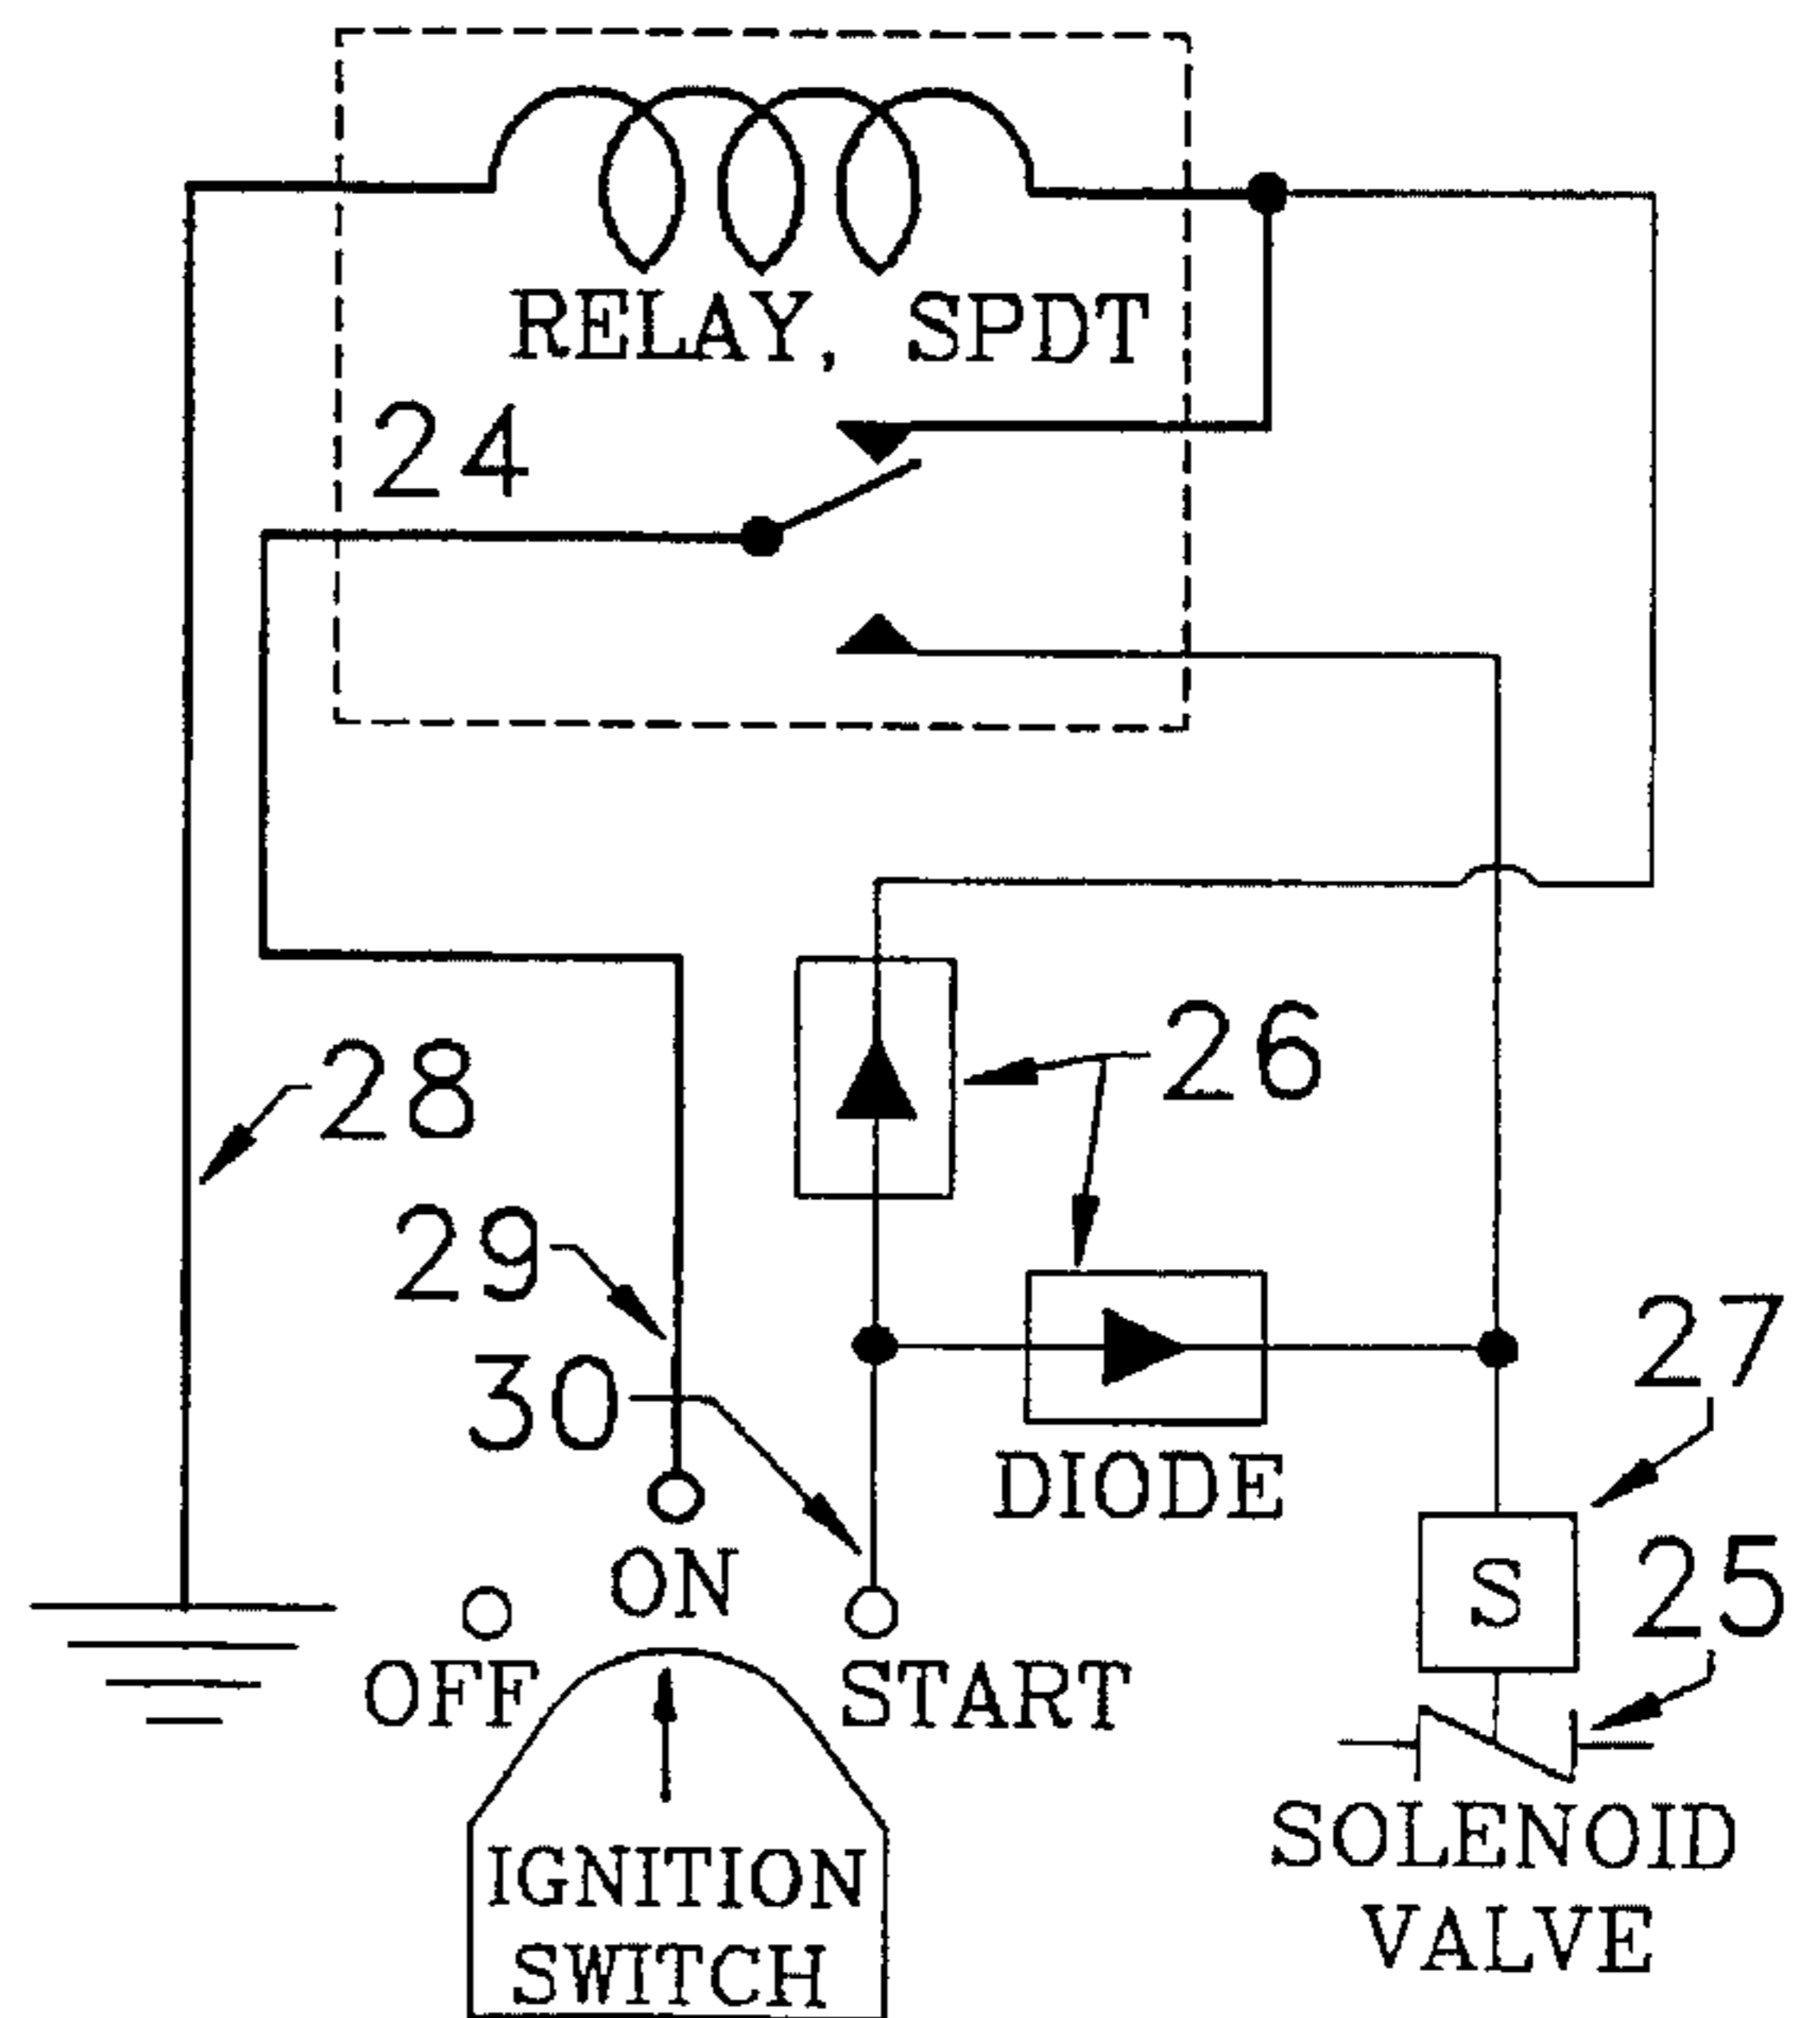 RELAY, SPDT
24
26
28
29
27
30
DIODE
25
S
ON
OFF
START
IGNITION
SWITCH
SOLENOID
VALVE